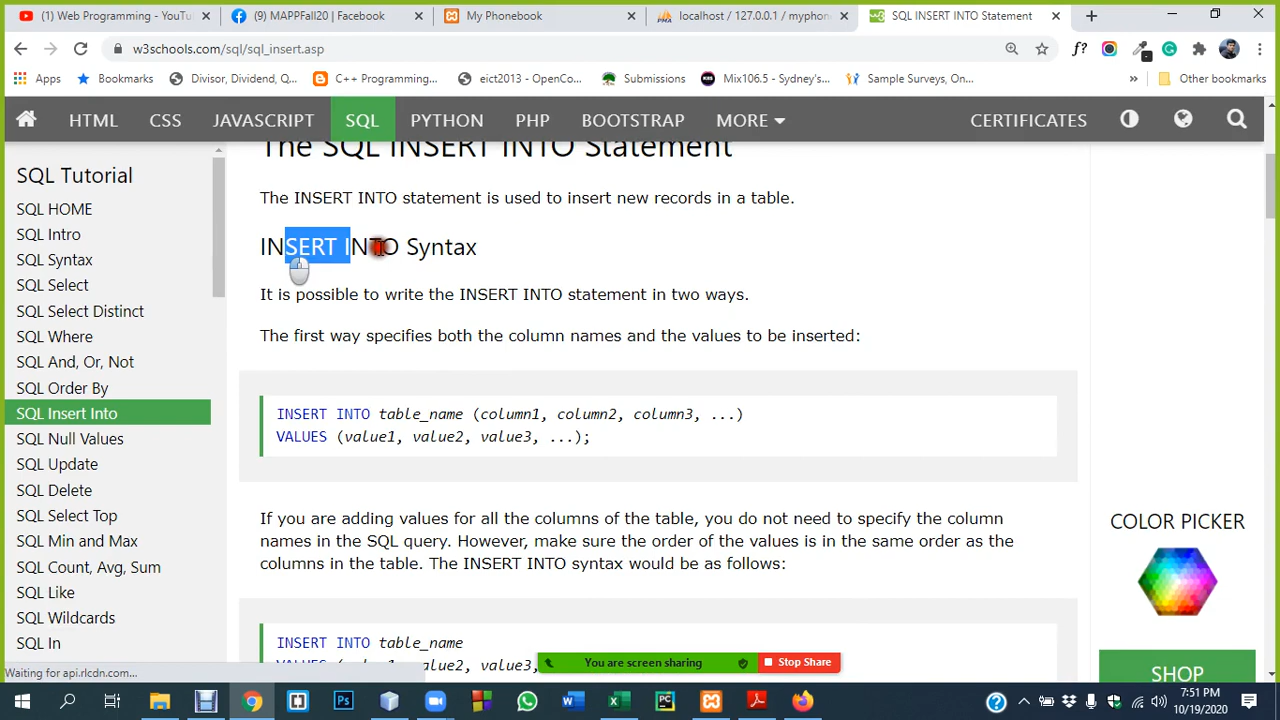 (1) Web Programming - YouTu
(9) MAPPFall20 | Facebook
My Phonebook
localhost / 127.0.0.1 / myphon
SQL INSERT INTO Statement
w3schools.com/sql/sql_insert.asp
f?
Apps
Bookmarks
Divisor, Dividend, Q...
C++ Programming...
eict2013 - OpenCo...
Submissions
Mix106.5 - Sydney's...
Sample Surveys, On...
»
Other bookmarks
HTML
CSS
JAVASCRIPT
SQL
PYTHON
PHP
BOOTSTRAP
MORE
CERTIFICATES
SQL Tutorial
SQL HOME
SQL Intro
SQL Syntax
SQL Select
SQL Select Distinct
SQL Where
SQL And, Or, Not
SQL Order By
SQL Insert Into
SQL Null Values
SQL Update
SQL Delete
SQL Select Top
SQL Min and Max
SQL Count, Avg, Sum
SQL Like
SQL Wildcards
SQL In
The SQL INSERT INTO Statement
The INSERT INTO statement is used to insert new records in a table.
INSERT INTO Syntax
It is possible to write the INSERT INTO statement in two ways.
The first way specifies both the column names and the values to be inserted:
INSERT INTO table_name (column1, column2, column3, ...)
VALUES (value1, value2, value3, ...);
If you are adding values for all the columns of the table, you do not need to specify the column
names in the SQL query. However, make sure the order of the values is in the same order as the
columns in the table. The INSERT INTO syntax would be as follows:
INSERT INTO table_name
VALUES (value1, value2, value3,
COLOR PICKER
SHOP
Waiting for api.rlcdn.com...
You are screen sharing
Stop Share
7:51 PM
10/19/2020